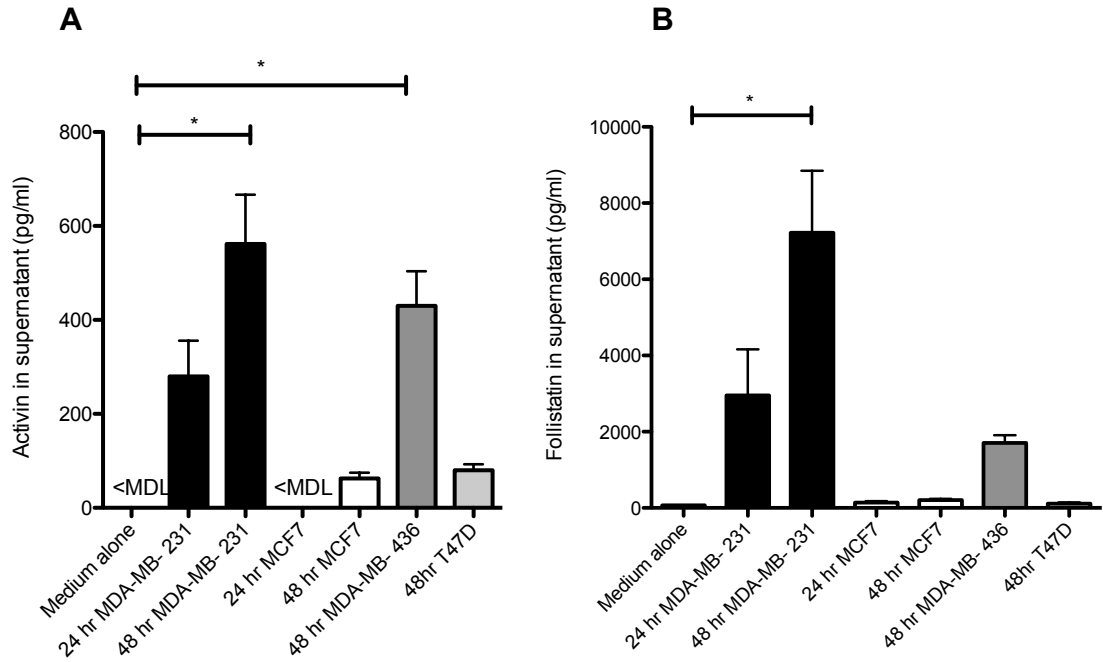 A
*
*
Activin in supernatant (pg/ml)
800
600
400
200
0
<MDL
<MDL
Medium alone
24 hr MDA-MB- 231
48 hr MDA-MB- 231
24 hr MCF7
48 hr MCF7
48 hr MDA-MB- 436
48hr T47D
B
*
Follistatin in supernatant (pg/ml)
10000
8000
6000
4000
2000
0
Medium alone
24 hr MDA-MB- 231
48 hr MDA-MB- 231
24 hr MCF7
48 hr MCF7
48 hr MDA-MB- 436
48hr T47D